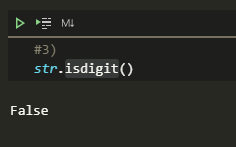 M↓
#3)
str.isdigit()
False